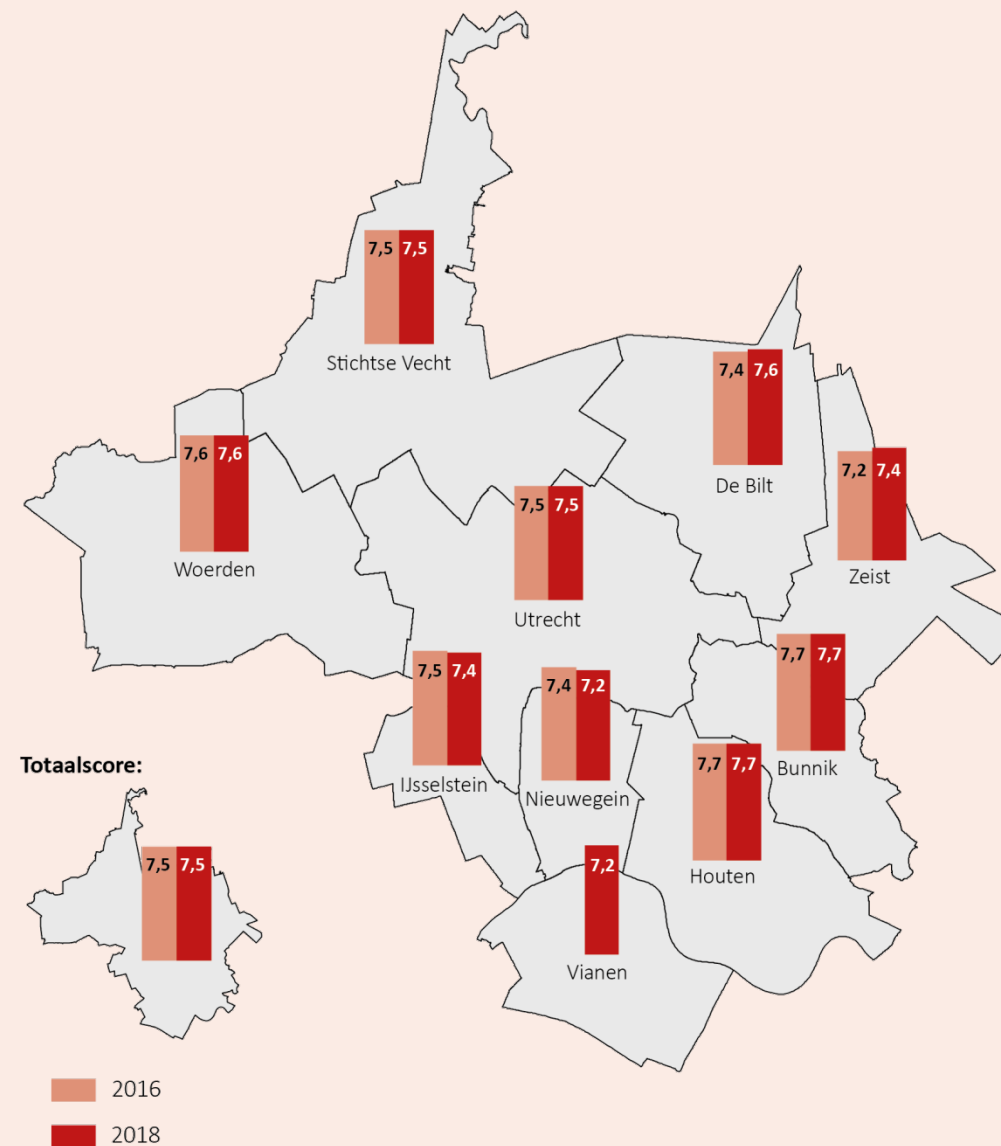 7,5 7,5
Stichtse Vecht
7,4 7,6
De Bilt
7,6 7,6
Woerden
7,2 7,4
Zeist
7,5 7,5
Utrecht
7,7 7,7
Bunnik
7,5 7,4
IJsselstein
7,4 7,2
Nieuwegein
7,7 7,7
Houten
7,2
Vianen
Totaalscore:
7,5 7,5
2016
2018